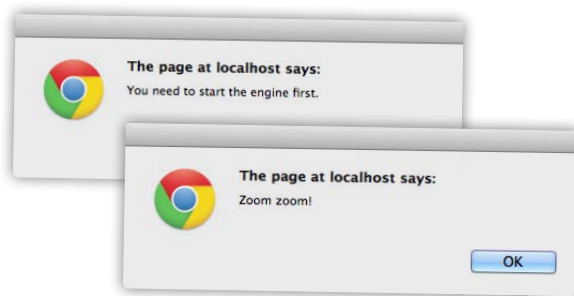 The page at localhost says:
You need to start the engine first.
The page at localhost says:
Zoom zoom!
OK